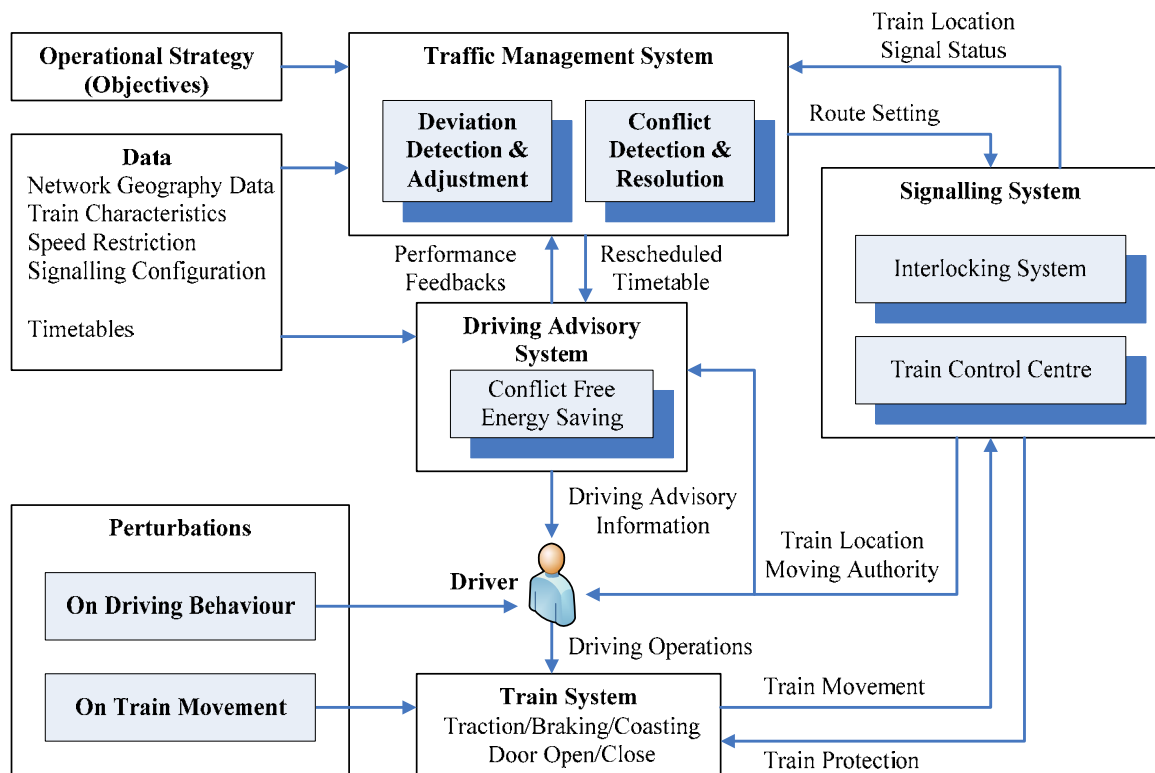 Operational Strategy
(Objectives)
Data
Network Geography Data
Train Characteristics
Speed Restriction
Signalling Configuration
Timetables
Traffic Management System
Deviation
Detection &
Adjustment
Conflict
Detection &
Resolution
Train Location
Signal Status
Route Setting
Signalling System
Interlocking System
Train Control Centre
Performance
Feedbacks
Rescheduled
Timetable
Driving Advisory
System
Conflict Free
Energy Saving
Driving Advisory
Information
Train Location
Moving Authority
Perturbations
On Driving Behaviour
On Train Movement
Driver
Driving Operations
Train System
Traction/Braking/Coasting
Door Open/Close
Train Movement
Train Protection